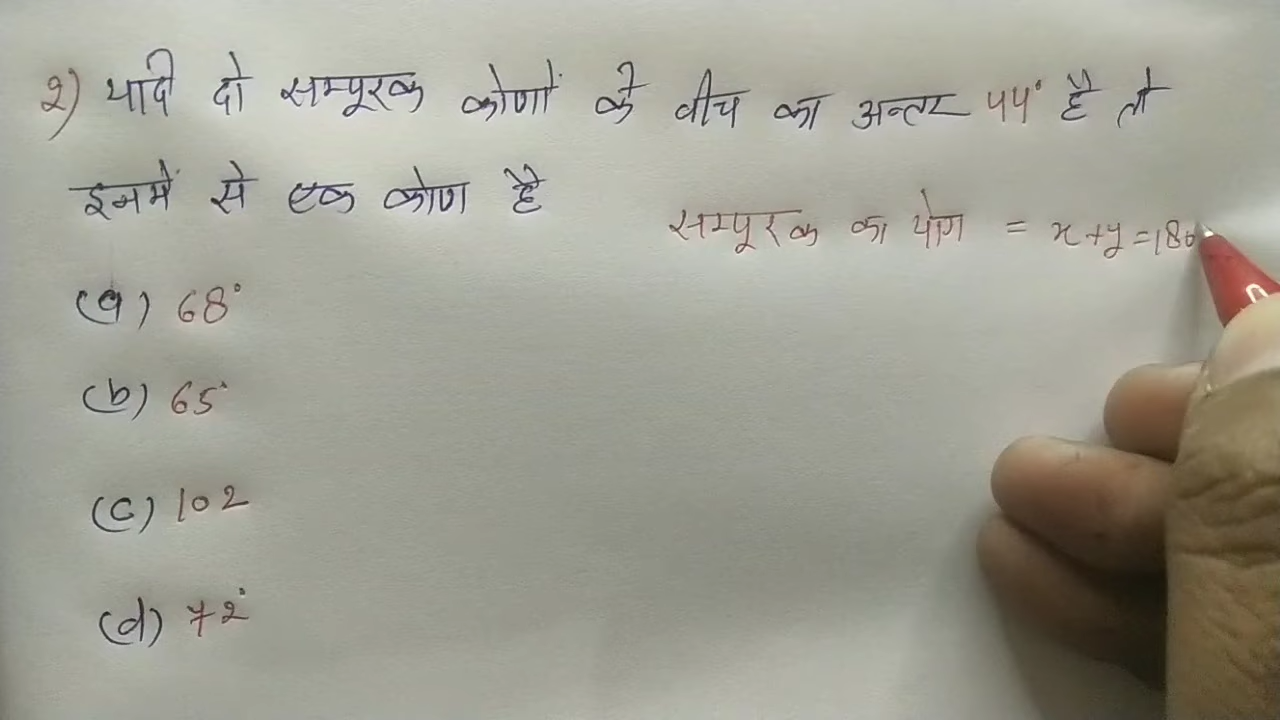 2) यदि दो सम्पूरक कोणों के बीच का अन्तर 44° है तो
इनमें से एक कोण है
सम्पूरक का योग = x+y=180
(a) 68°
(b) 65°
(c) 102
(d) 72°